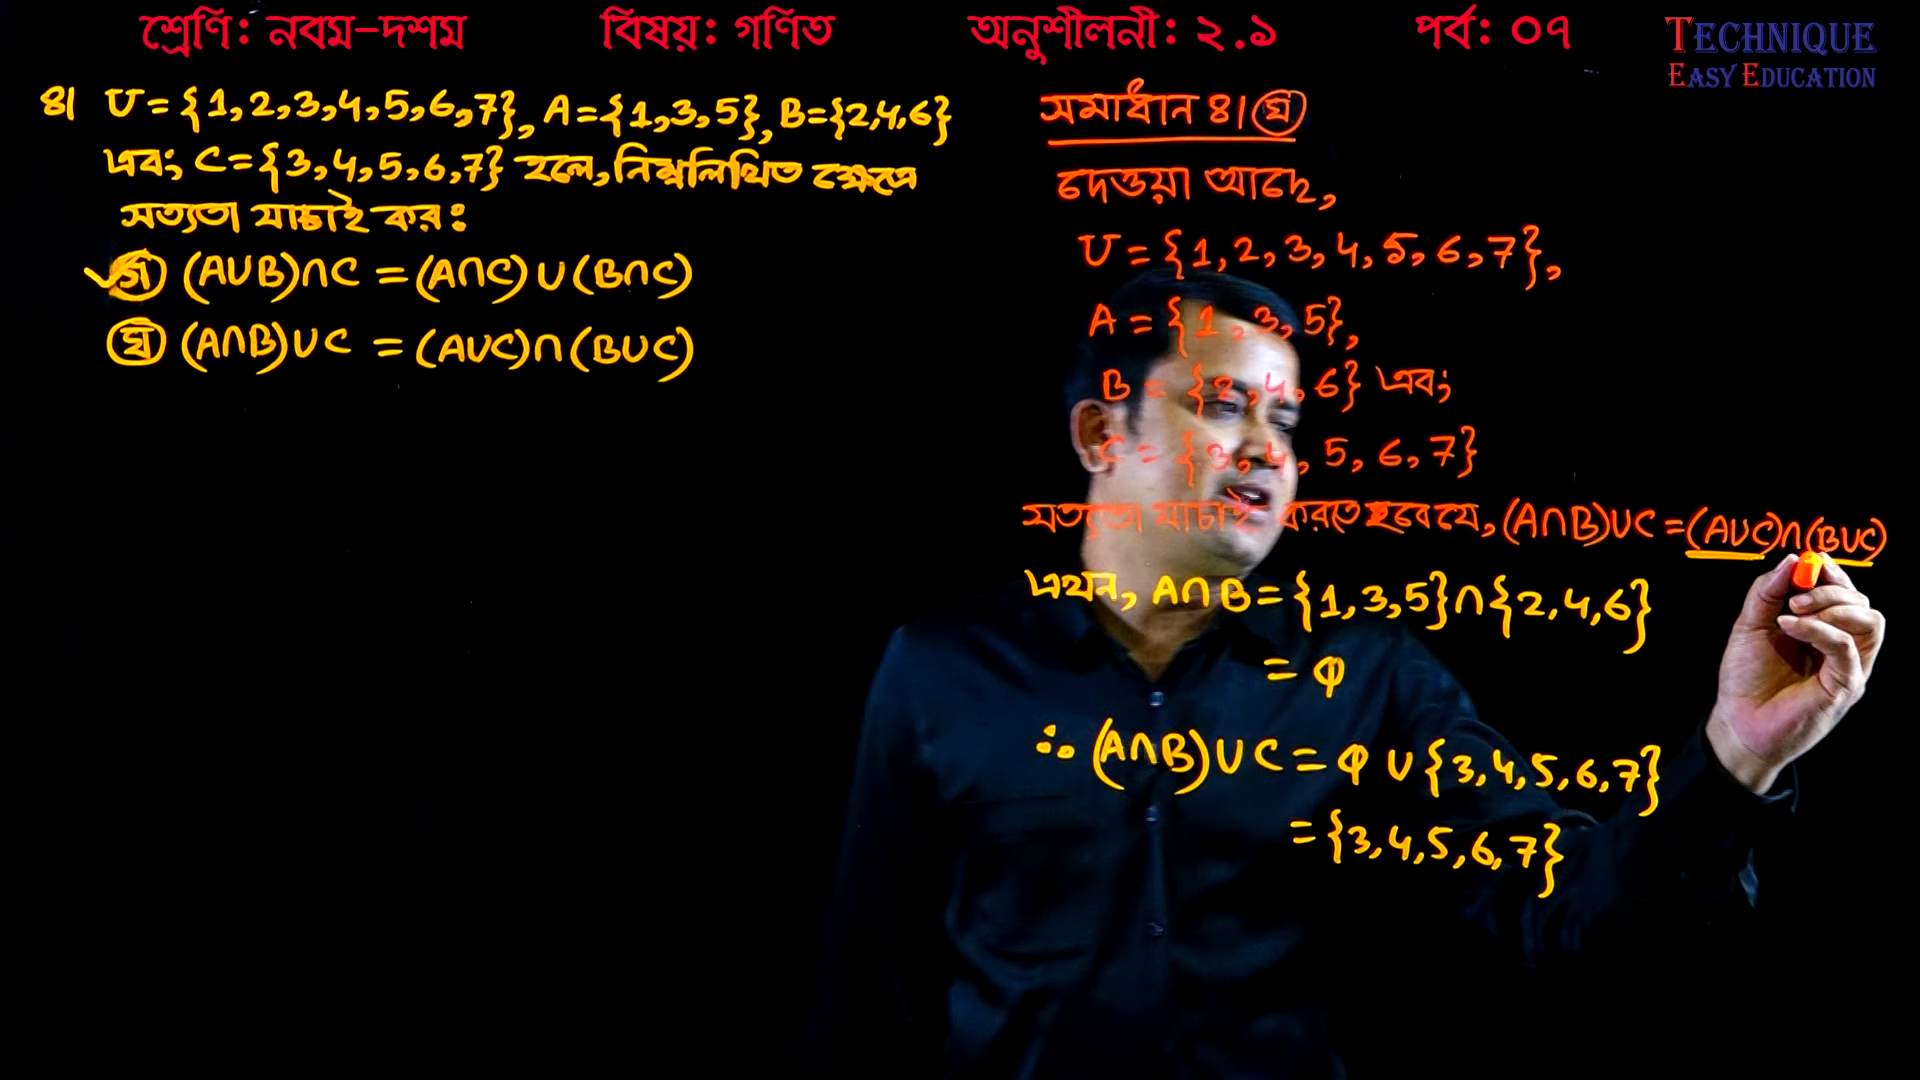 শ্রেণি: নবম-দশম বিষয়: গণিত অনুশীলনী: ২.১ পর্ব: ০৭
TECHNIQUE
EASY EDUCATION
৪। U = {1,2,3,4,5,6,7}, A={1,3,5}, B={2,4,6}
এবং C={3,4,5,6,7} হলে, নিম্নলিখিত ক্ষেত্রে
সত্যতা যাচাই কর:
✓গ) (A∪B)∩C = (A∩C)∪(B∩C)
ঘ) (A∩B)∪C = (A∪C)∩(B∪C)
সমাধান ৪। ঘ
দেওয়া আছে,
U = {1,2,3,4,5,6,7},
A = {1,3,5},
B = {2,4,6} এবং
C = {3,4,5,6,7}
সত্যতা যাচাই করতে হবে যে, (A∩B)∪C = (A∪C)∩(B∪C)
এখন, A∩B = {1,3,5}∩{2,4,6}
= φ
∴ (A∩B)∪C = φ ∪ {3,4,5,6,7}
= {3,4,5,6,7}